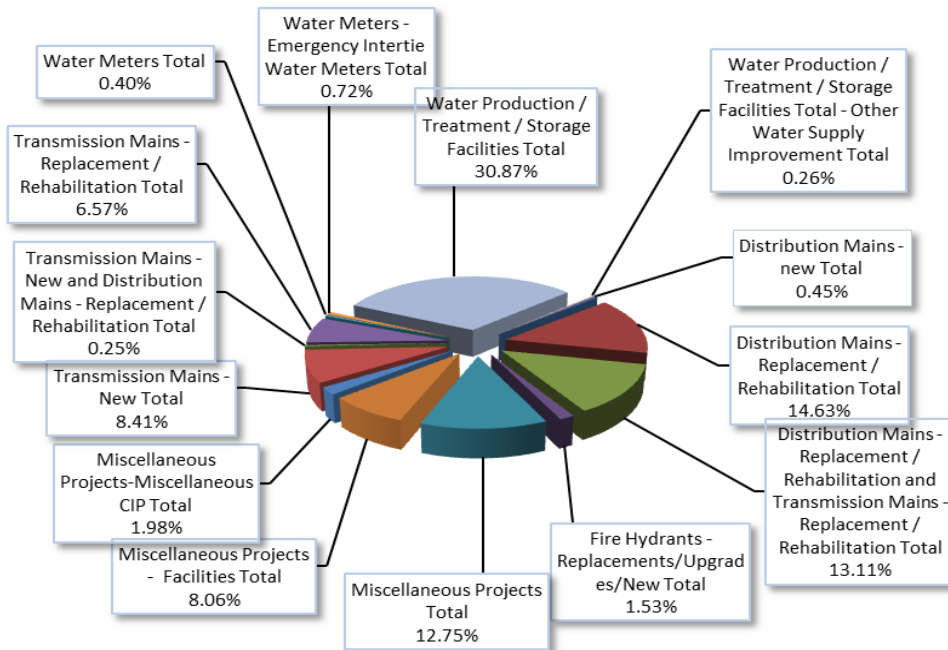 Water Meters -
Emergency Intertie
Water Meters Total
0.72%
Water Meters Total
0.40%
Water Production /
Treatment / Storage
Facilities Total
30.87%
Water Production /
Treatment / Storage
Facilities Total - Other
Water Supply
Improvement Total
0.26%
Transmission Mains -
Replacement /
Rehabilitation Total
6.57%
Distribution Mains -
new Total
0.45%
Transmission Mains -
New and Distribution
Mains - Replacement /
Rehabilitation Total
0.25%
Distribution Mains -
Replacement /
Rehabilitation Total
14.63%
Transmission Mains -
New Total
8.41%
Distribution Mains -
Replacement /
Rehabilitation and
Transmission Mains -
Replacement /
Rehabilitation Total
13.11%
Miscellaneous
Projects-Miscellaneous
CIP Total
1.98%
Miscellaneous Projects
- Facilities Total
8.06%
Miscellaneous Projects
Total
12.75%
Fire Hydrants -
Replacements/Upgrad
es/New Total
1.53%